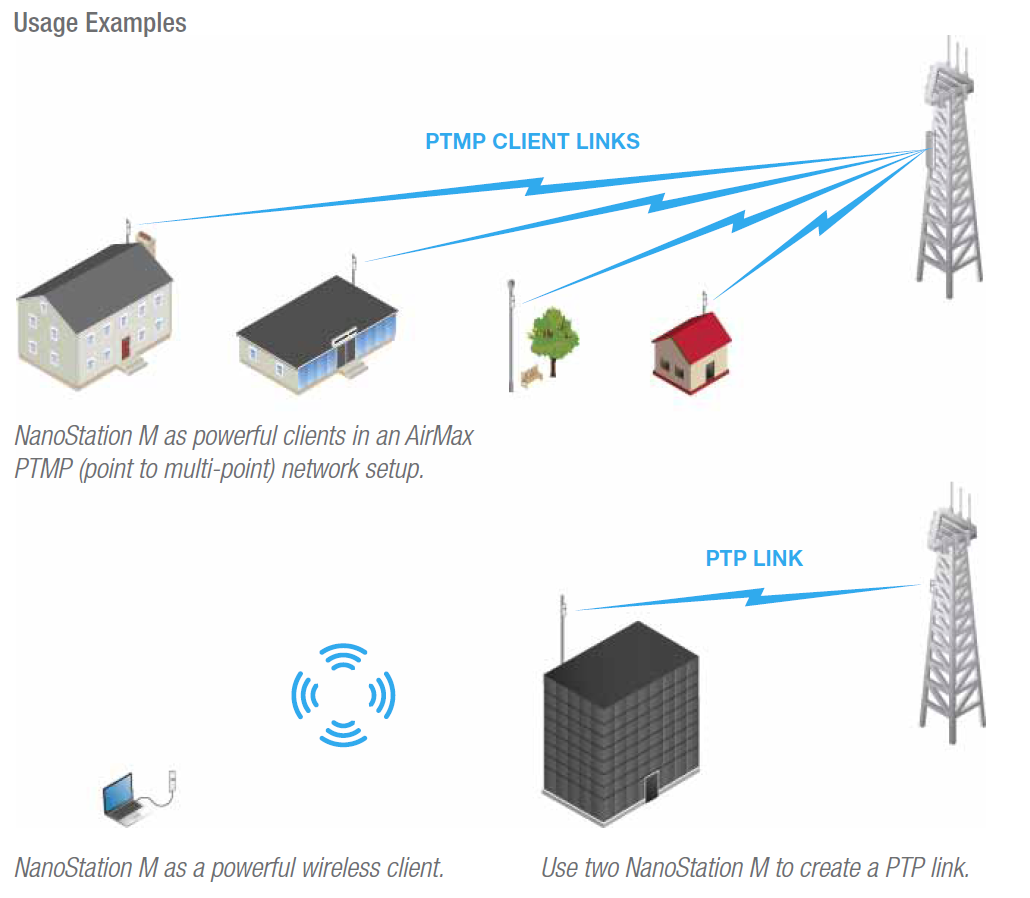 Usage Examples
PTMP CLIENT LINKS
NanoStation M as powerful clients in an AirMax
PTMP (point to multi-point) network setup.
PTP LINK
NanoStation M as a powerful wireless client.
Use two NanoStation M to create a PTP link.